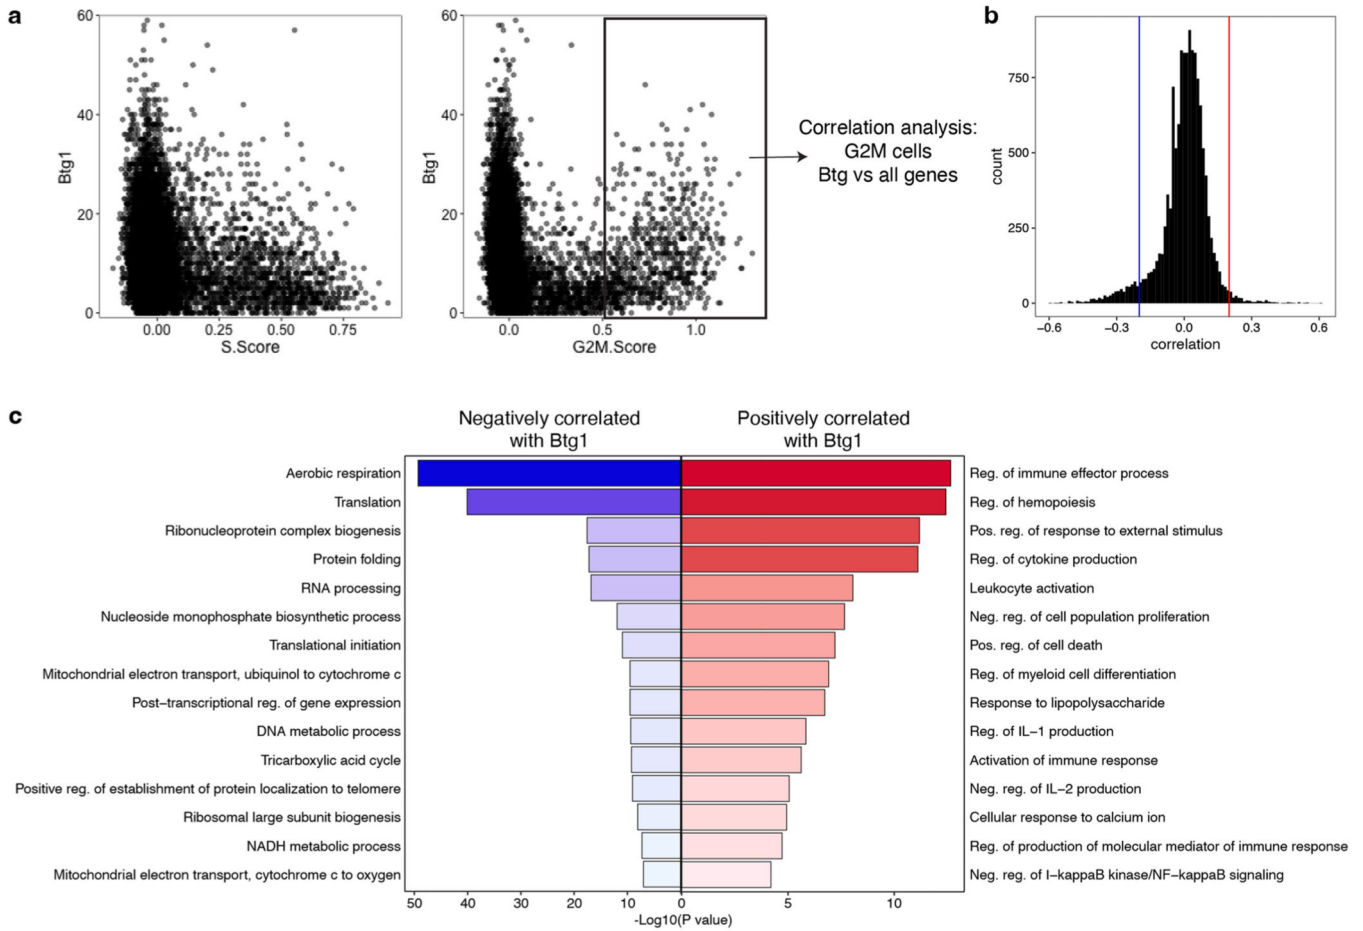 a
60
40
20
0
Btg1
0.00
0.25
0.50
0.75
S.Score
60
40
20
0
Btg1
0.0
0.5
1.0
G2M.Score
Correlation analysis:
G2M cells
Btg vs all genes
b
750
500
250
0
count
−0.6
−0.3
0.0
0.3
0.6
correlation
c
Negatively correlated
with Btg1
Positively correlated
with Btg1
Aerobic respiration
Translation
Ribonucleoprotein complex biogenesis
Protein folding
RNA processing
Nucleoside monophosphate biosynthetic process
Translational initiation
Mitochondrial electron transport, ubiquinol to cytochrome c
Post−transcriptional reg. of gene expression
DNA metabolic process
Tricarboxylic acid cycle
Positive reg. of establishment of protein localization to telomere
Ribosomal large subunit biogenesis
NADH metabolic process
Mitochondrial electron transport, cytochrome c to oxygen
Reg. of immune effector process
Reg. of hemopoiesis
Pos. reg. of response to external stimulus
Reg. of cytokine production
Leukocyte activation
Neg. reg. of cell population proliferation
Pos. reg. of cell death
Reg. of myeloid cell differentiation
Response to lipopolysaccharide
Reg. of IL−1 production
Activation of immune response
Neg. reg. of IL−2 production
Cellular response to calcium ion
Reg. of production of molecular mediator of immune response
Neg. reg. of I−kappaB kinase/NF−kappaB signaling
50
40
30
20
10
0
5
10
-Log10(P value)